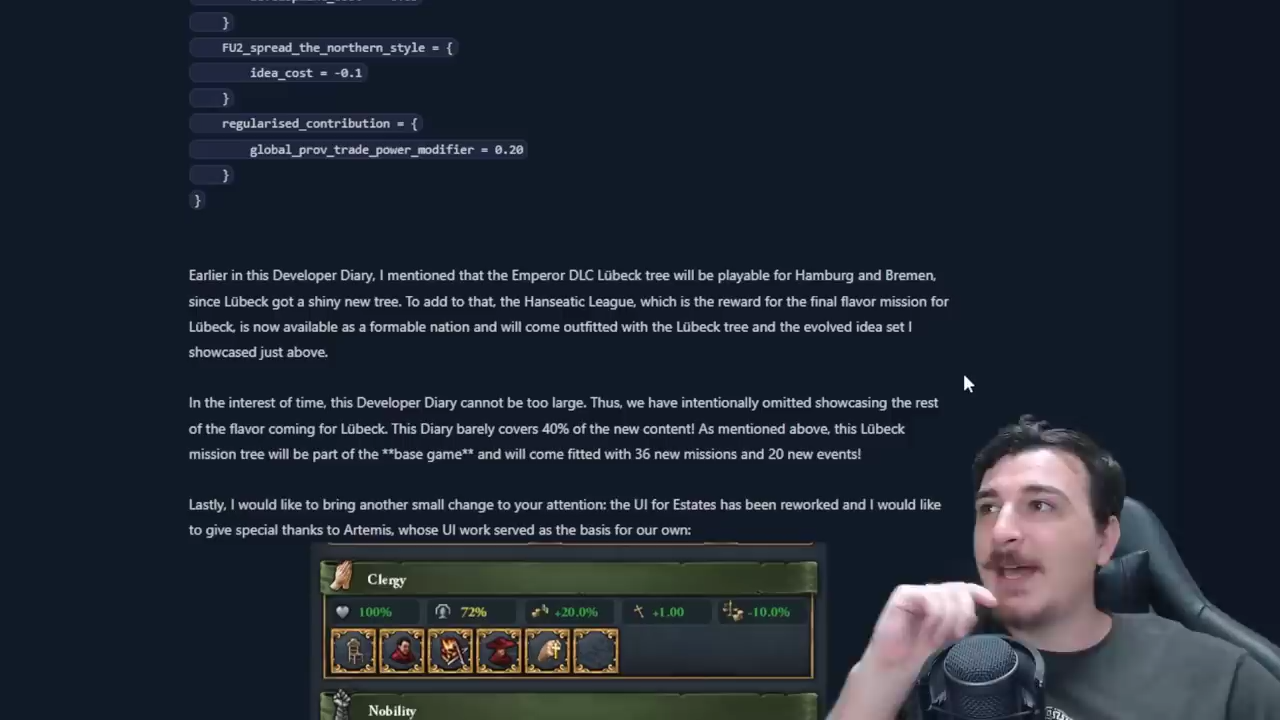 }
FU2_spread_the_northern_style = {
idea_cost = -0.1
}
regularised_contribution = {
global_prov_trade_power_modifier = 0.20
}
}
Earlier in this Developer Diary, I mentioned that the Emperor DLC Lübeck tree will be playable for Hamburg and Bremen,
since Lübeck got a shiny new tree. To add to that, the Hanseatic League, which is the reward for the final flavor mission for
Lübeck, is now available as a formable nation and will come outfitted with the Lübeck tree and the evolved idea set I
showcased just above.
In the interest of time, this Developer Diary cannot be too large. Thus, we have intentionally omitted showcasing the rest
of the flavor coming for Lübeck. This Diary barely covers 40% of the new content! As mentioned above, this Lübeck
mission tree will be part of the **base game** and will come fitted with 36 new missions and 20 new events!
Lastly, I would like to bring another small change to your attention: the UI for Estates has been reworked and I would like
to give special thanks to Artemis, whose UI work served as the basis for our own:
Clergy
100% 72% +20.0% +1.00 -10.0%
Nobility